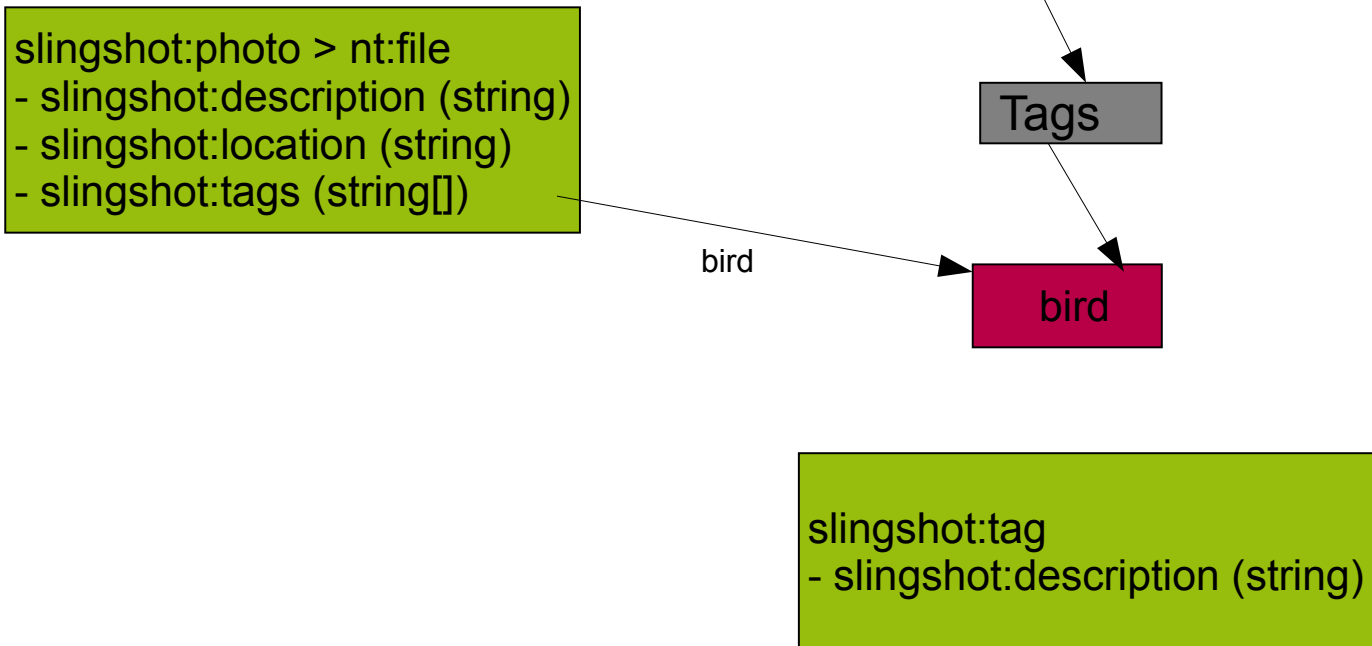 slingshot:photo > nt:file
- slingshot:description (string)
- slingshot:location (string)
- slingshot:tags (string[])
Tags
bird
bird
slingshot:tag
- slingshot:description (string)